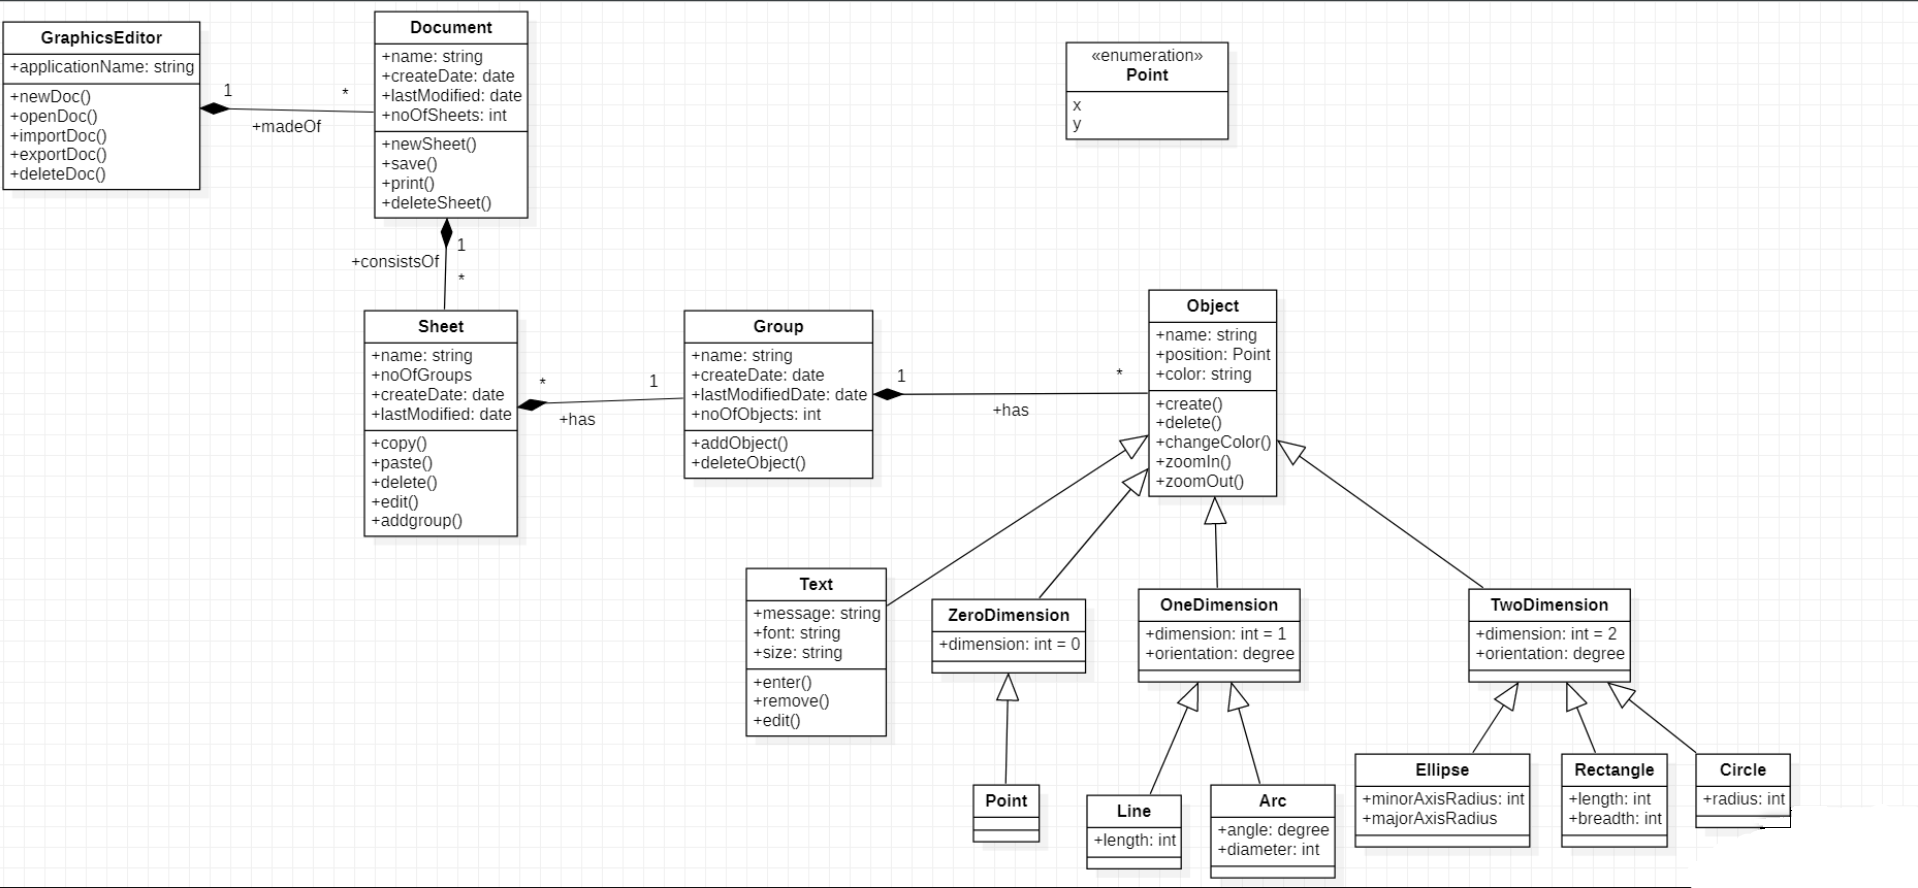 GraphicsEditor
+applicationName: string
+newDoc()
+openDoc()
+importDoc()
+exportDoc()
+deleteDoc()
1
*
+madeOf
Document
+name: string
+createDate: date
+lastModified: date
+noOfSheets: int
+newSheet()
+save()
+print()
+deleteSheet()
«enumeration»
Point
x
y
1
+consistsOf
*
Sheet
+name: string
+noOfGroups
+createDate: date
+lastModified: date
+copy()
+paste()
+delete()
+edit()
+addgroup()
*
1
+has
Group
+name: string
+createDate: date
+lastModifiedDate: date
+noOfObjects: int
+addObject()
+deleteObject()
1
*
+has
Object
+name: string
+position: Point
+color: string
+create()
+delete()
+changeColor()
+zoomIn()
+zoomOut()
Text
+message: string
+font: string
+size: string
+enter()
+remove()
+edit()
ZeroDimension
+dimension: int = 0
OneDimension
+dimension: int = 1
+orientation: degree
TwoDimension
+dimension: int = 2
+orientation: degree
Point
Line
+length: int
Arc
+angle: degree
+diameter: int
Ellipse
+minorAxisRadius: int
+majorAxisRadius
Rectangle
+length: int
+breadth: int
Circle
+radius: int